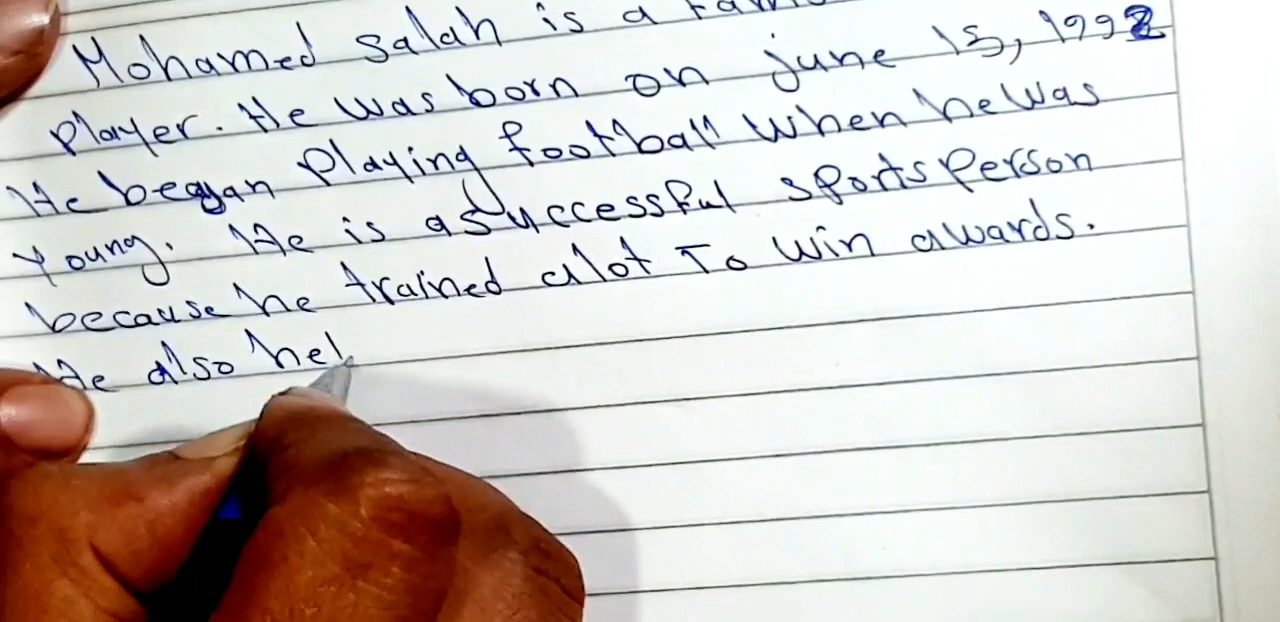 Mohamed salah is a
Player. He was born on june 15, 1992
He began Playing football when he was
Young. He is a successful sports Person
because he trained alot To win awards.
He also hel